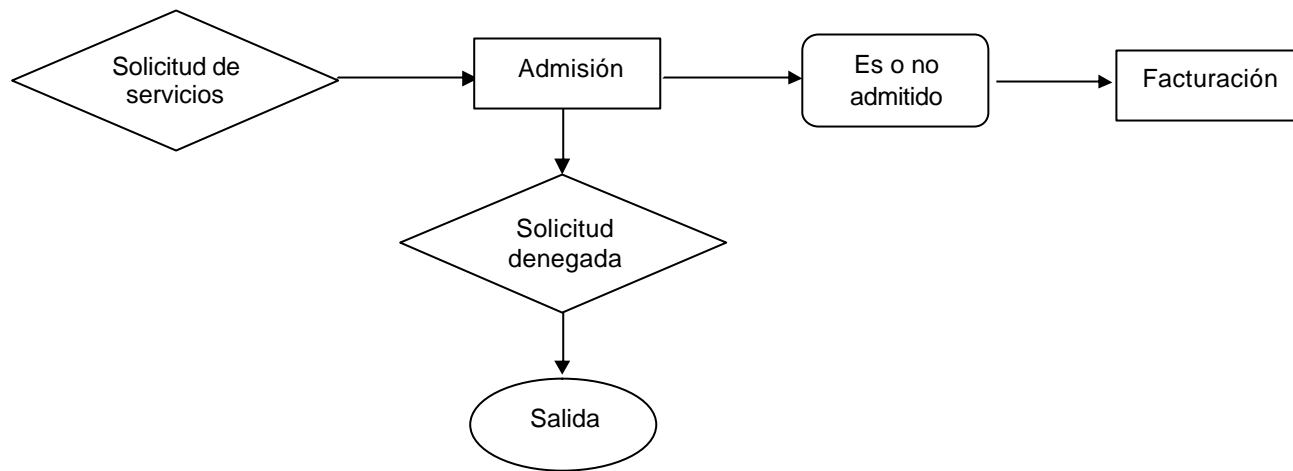 Solicitud de
servicios
Admisión
Es o no
admitido
Facturación
Solicitud
denegada
Salida